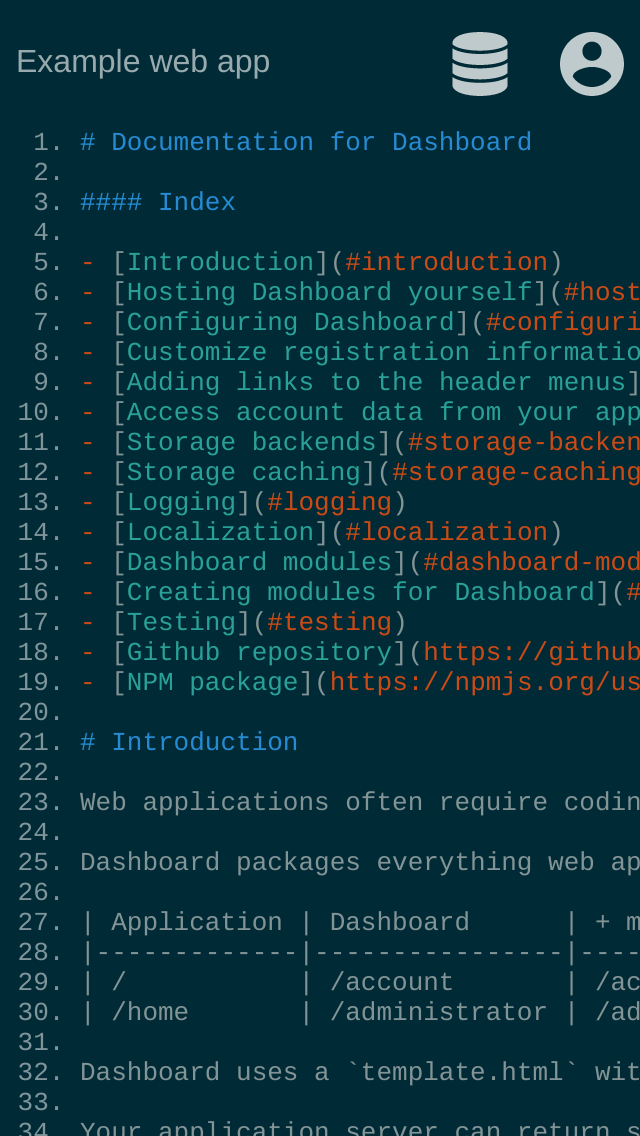 Example web app
1. # Documentation for Dashboard
2.
3. #### Index
4.
5. - [Introduction](#introduction)
6. - [Hosting Dashboard yourself](#host
7. - [Configuring Dashboard](#configuri
8. - [Customize registration informatio
9. - [Adding links to the header menus]
10. - [Access account data from your app
11. - [Storage backends](#storage-backen
12. - [Storage caching](#storage-caching
13. - [Logging](#logging)
14. - [Localization](#localization)
15. - [Dashboard modules](#dashboard-mod
16. - [Creating modules for Dashboard](#
17. - [Testing](#testing)
18. - [Github repository](https://github
19. - [NPM package](https://npmjs.org/us
20.
21. # Introduction
22.
23. Web applications often require codin
24.
25. Dashboard packages everything web ap
26.
27. | Application | Dashboard      | + m
28. |-------------|----------------|----
29. | /           | /account       | /ac
30. | /home       | /administrator | /ad
31.
32. Dashboard uses a `template.html` wit
33.
34. Your application server can return s